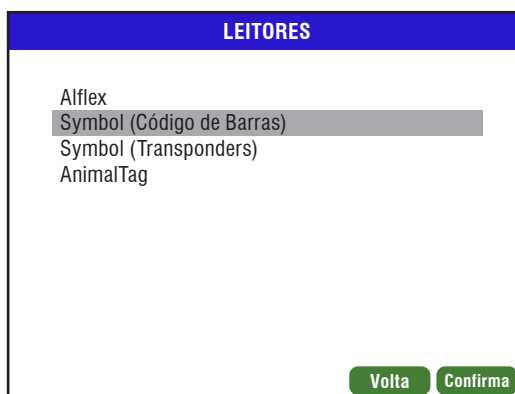 LEITORES
Alflex
Symbol (Código de Barras)
Symbol (Transponders)
AnimalTag
Volta Confirma